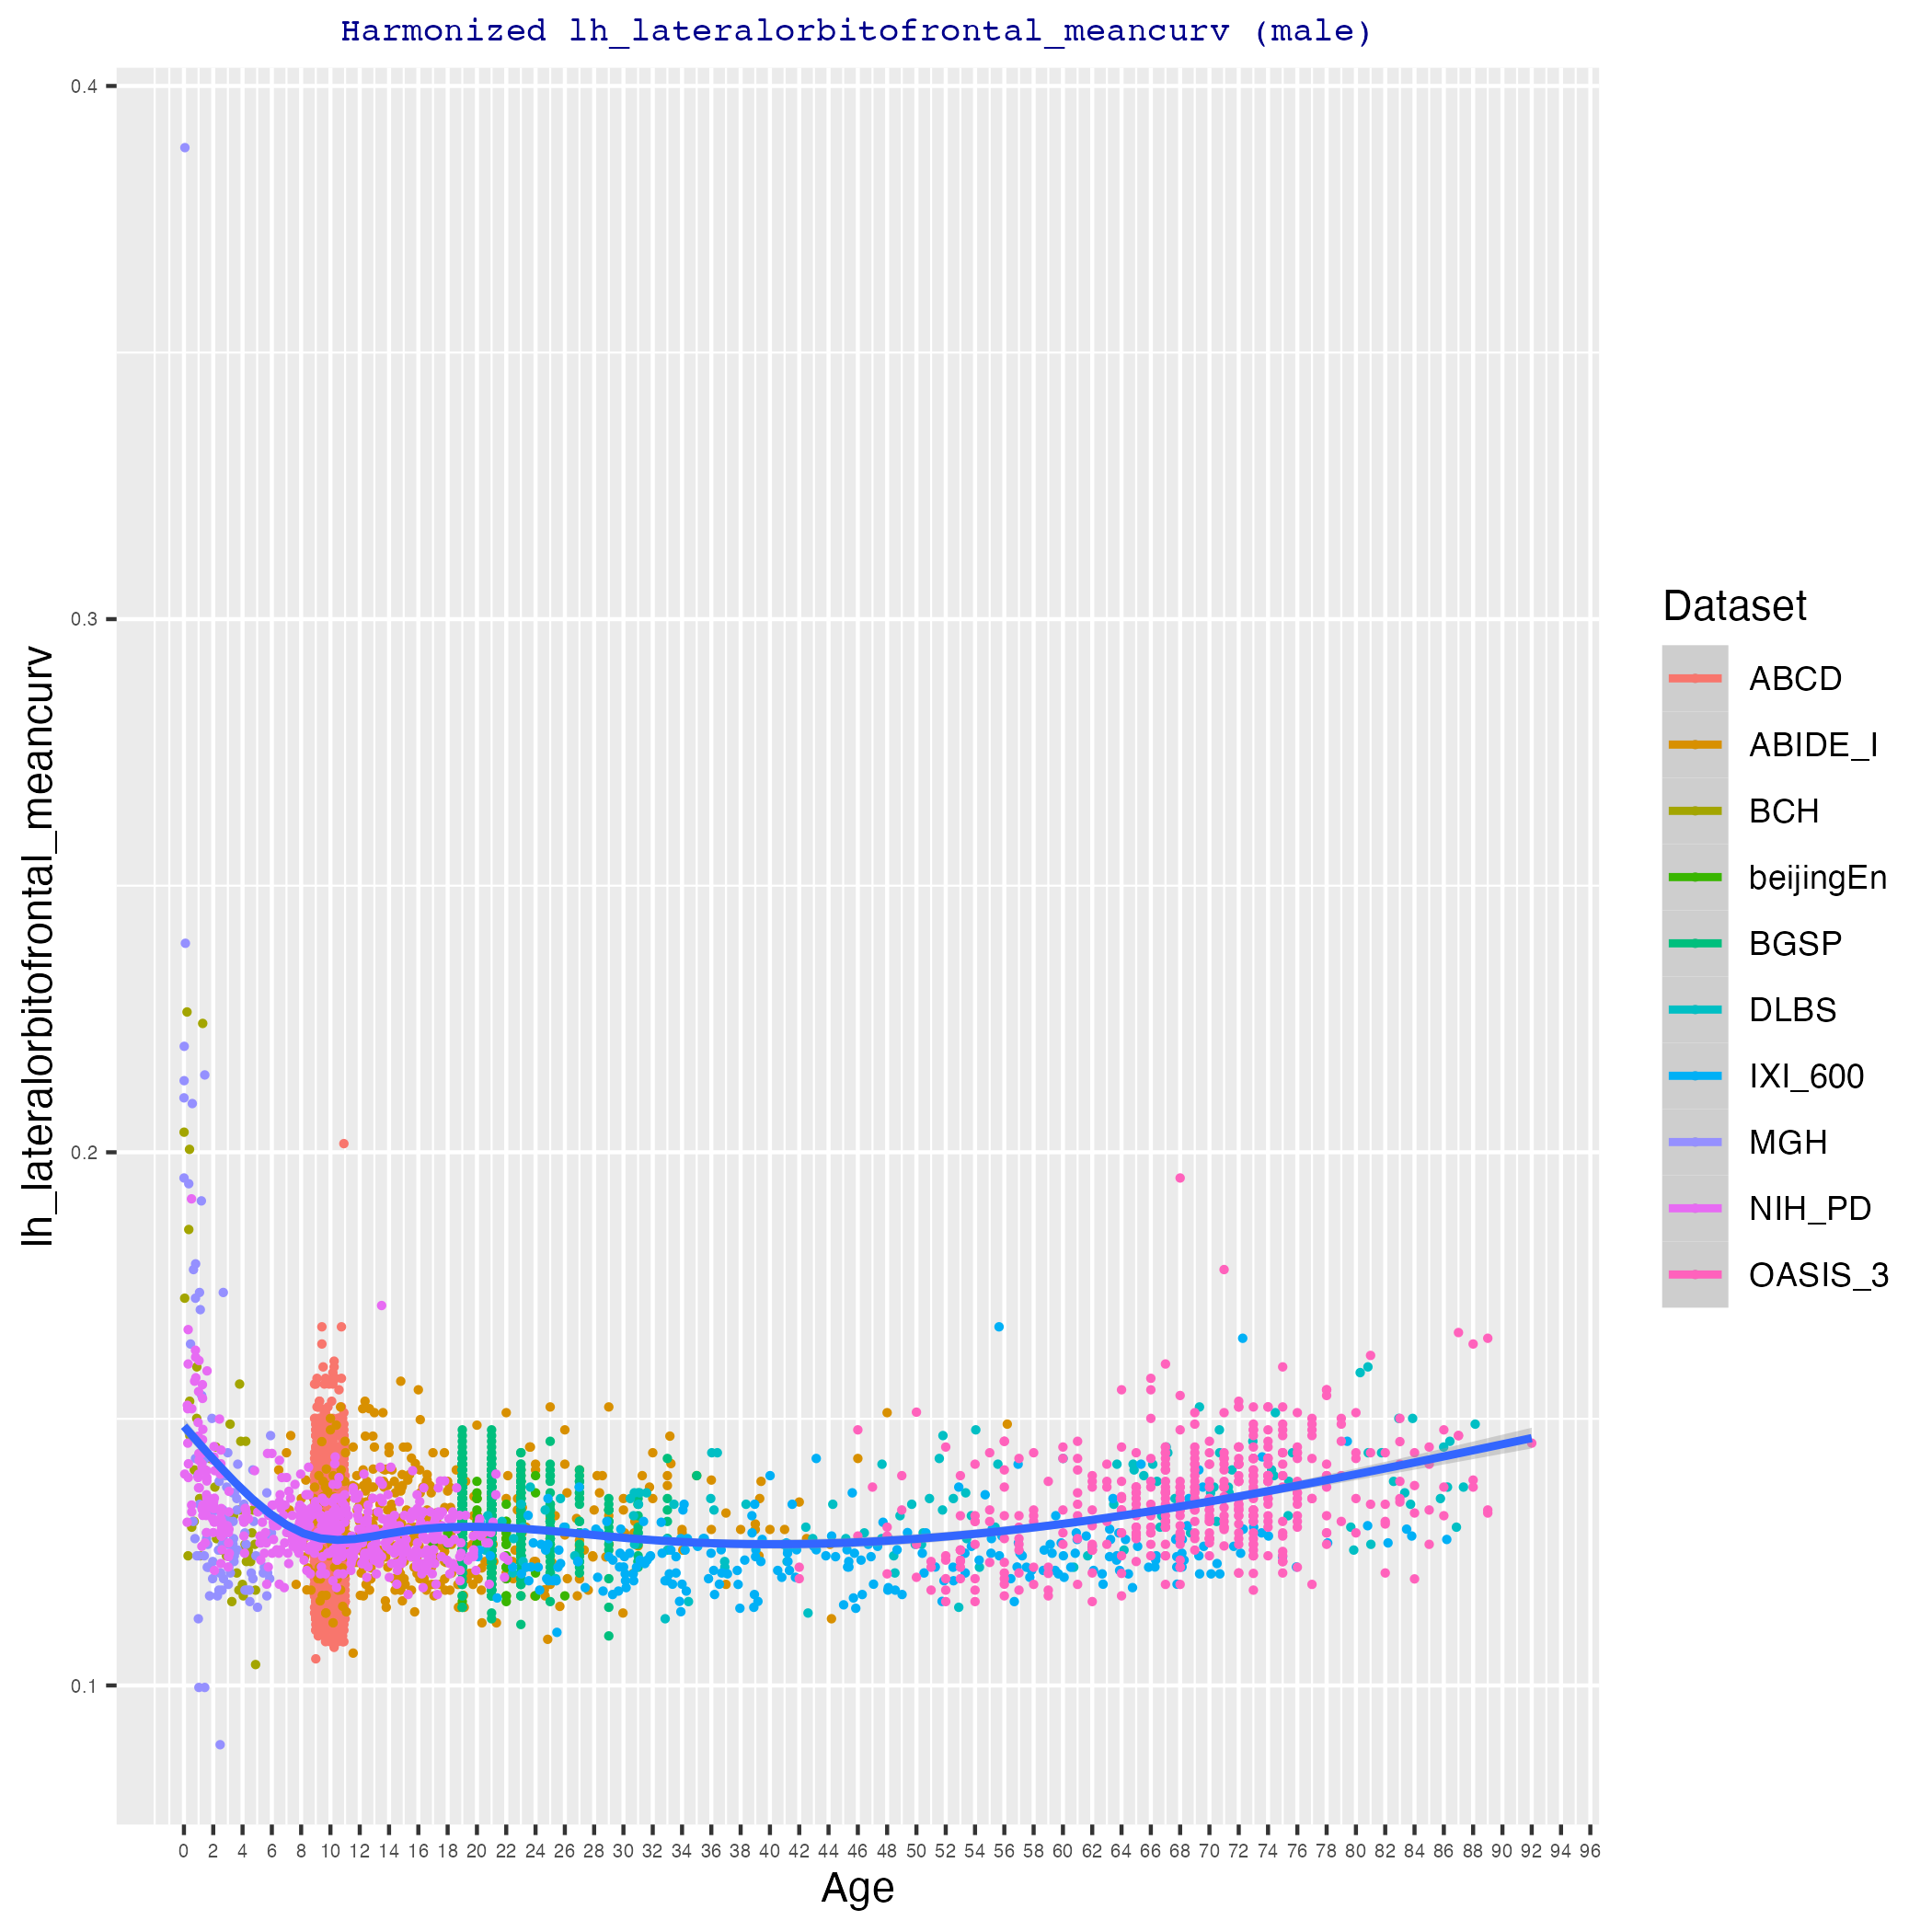 Harmonized lh_lateralorbitofrontal_meancurv (male)
lh_lateralorbitofrontal_meancurv
0.4
0.3
0.2
0.1
0 2 4 6 8 10 12 14 16 18 20 22 24 26 28 30 32 34 36 38 40 42 44 46 48 50 52 54 56 58 60 62 64 66 68 70 72 74 76 78 80 82 84 86 88 90 92 94 96
Age
Dataset
ABCD
ABIDE_I
BCH
beijingEn
BGSP
DLBS
IXI_600
MGH
NIH_PD
OASIS_3